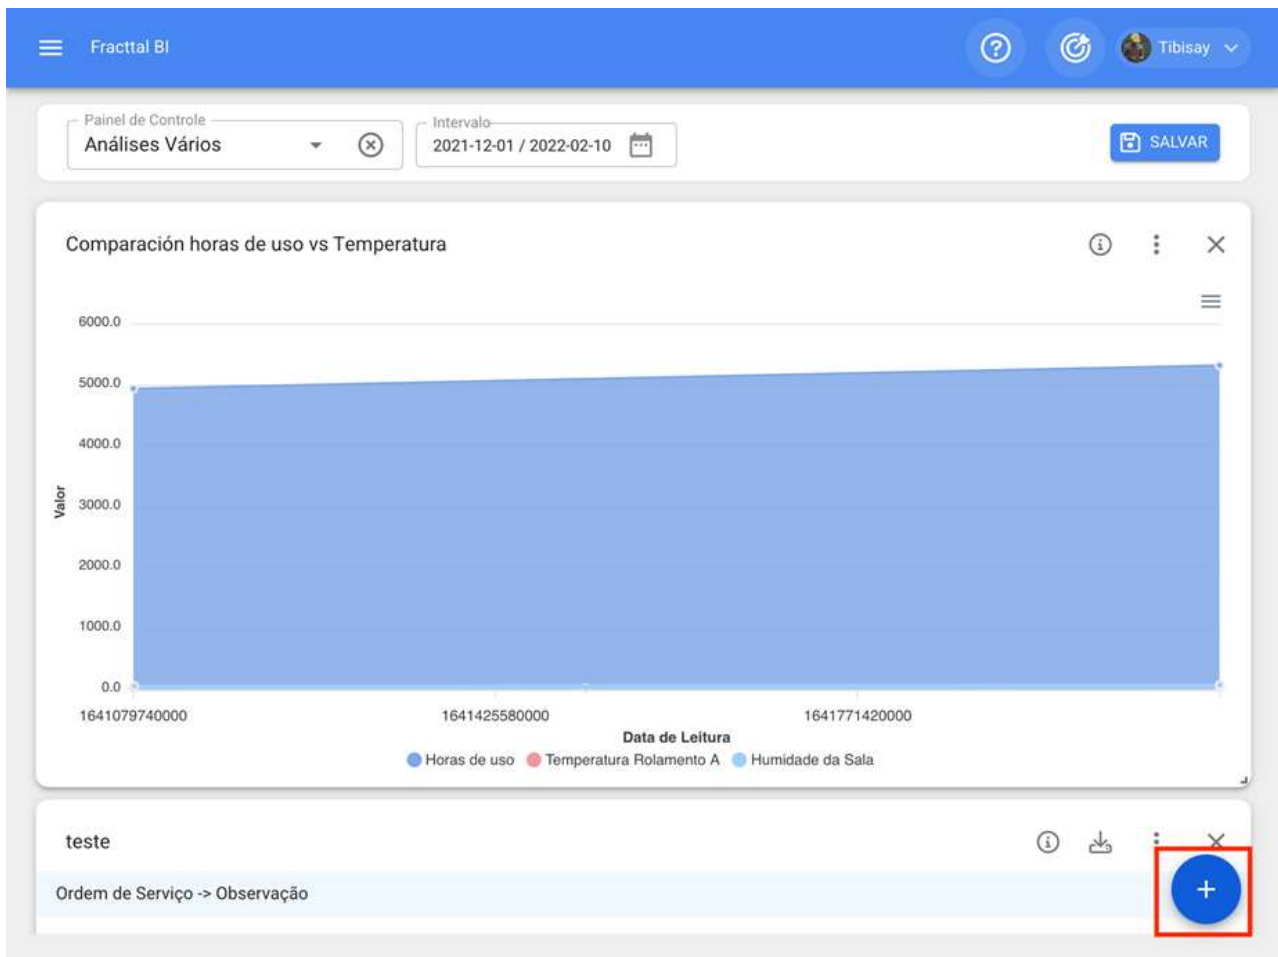 Fracttal BI
Tibisay
Painel de Controle
Análises Vários
Intervalo
2021-12-01 / 2022-02-10
SALVAR
Comparación horas de uso vs Temperatura
6000.0
5000.0
4000.0
3000.0
2000.0
1000.0
0.0
Valor
1641079740000
1641425580000
1641771420000
Data de Leitura
Horas de uso
Temperatura Rolamento A
Humidade da Sala
teste
Ordem de Serviço -> Observação